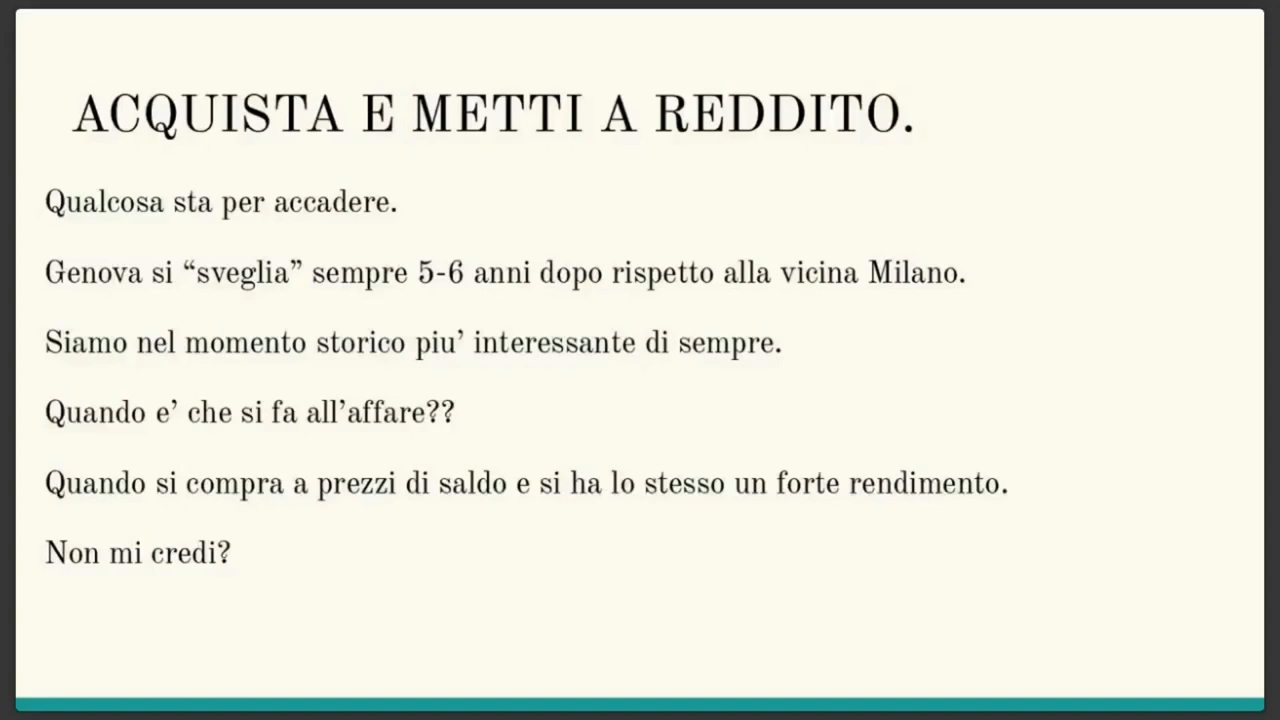 ACQUISTA E METTI A REDDITO.
Qualcosa sta per accadere.
Genova si “sveglia” sempre 5-6 anni dopo rispetto alla vicina Milano.
Siamo nel momento storico piu’ interessante di sempre.
Quando e’ che si fa all’affare??
Quando si compra a prezzi di saldo e si ha lo stesso un forte rendimento.
Non mi credi?